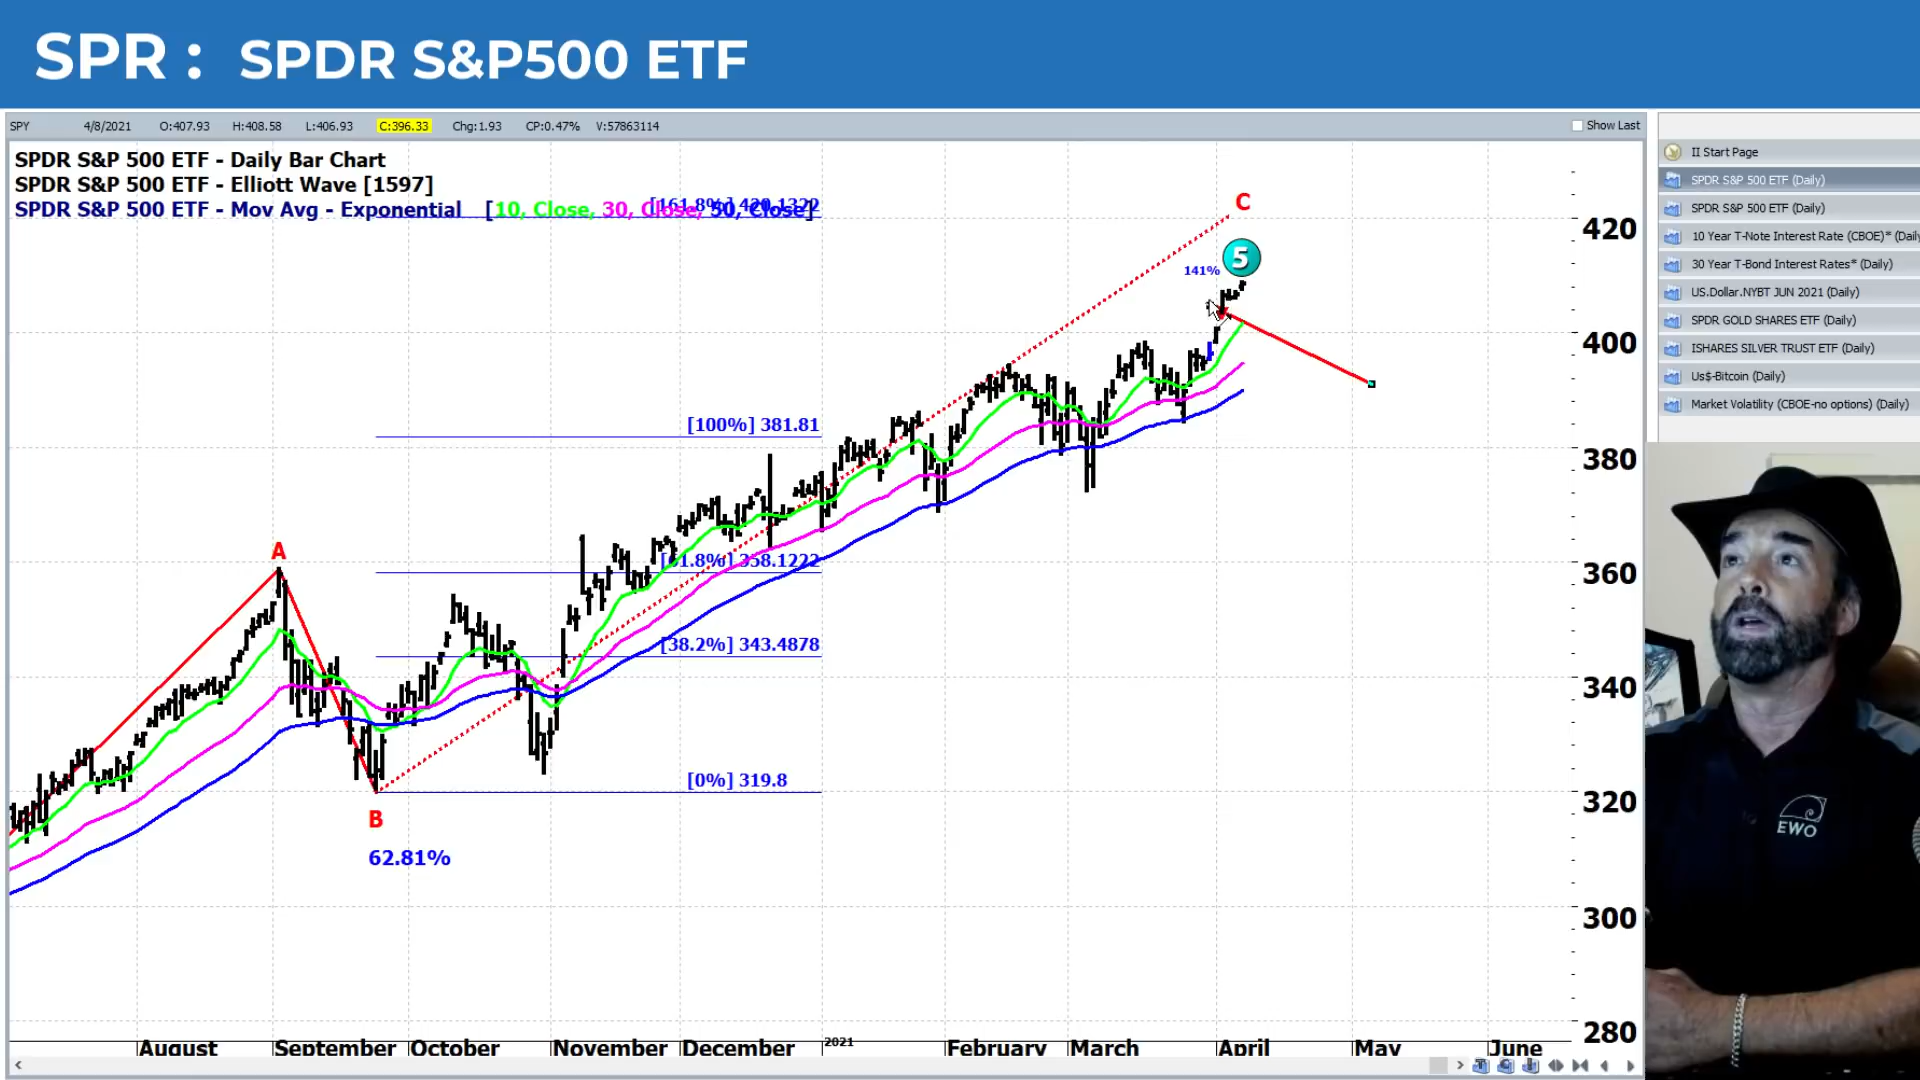 SPR : SPDR S&P500 ETF
SPY 4/8/2021 O:407.93 H:408.58 L:406.93 C:396.33 Chg:1.93 CP:0.47% V:57863114 Show Last
SPDR S&P 500 ETF - Daily Bar Chart
SPDR S&P 500 ETF - Elliott Wave [1597]
SPDR S&P 500 ETF - Mov Avg - Exponential [10, Close, 30, Close, 50, Close]
[161.8%] 420.1322
C
5
141%
[100%] 381.81
A
[61.8%] 358.1222
[38.2%] 343.4878
[0%] 319.8
B
62.81%
420
400
380
360
340
320
300
280
August September October November December 2021 February March April May June
II Start Page
SPDR S&P 500 ETF (Daily)
SPDR S&P 500 ETF (Daily)
10 Year T-Note Interest Rate (CBOE)* (Daily
30 Year T-Bond Interest Rates* (Daily)
US.Dollar.NYBT JUN 2021 (Daily)
SPDR GOLD SHARES ETF (Daily)
ISHARES SILVER TRUST ETF (Daily)
Us$-Bitcoin (Daily)
Market Volatility (CBOE-no options) (Daily)
EWO